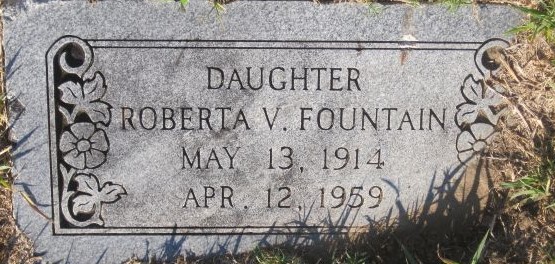 DAUGHTER
ROBERTA V. FOUNTAIN
MAY 13, 1914
APR. 12, 1959